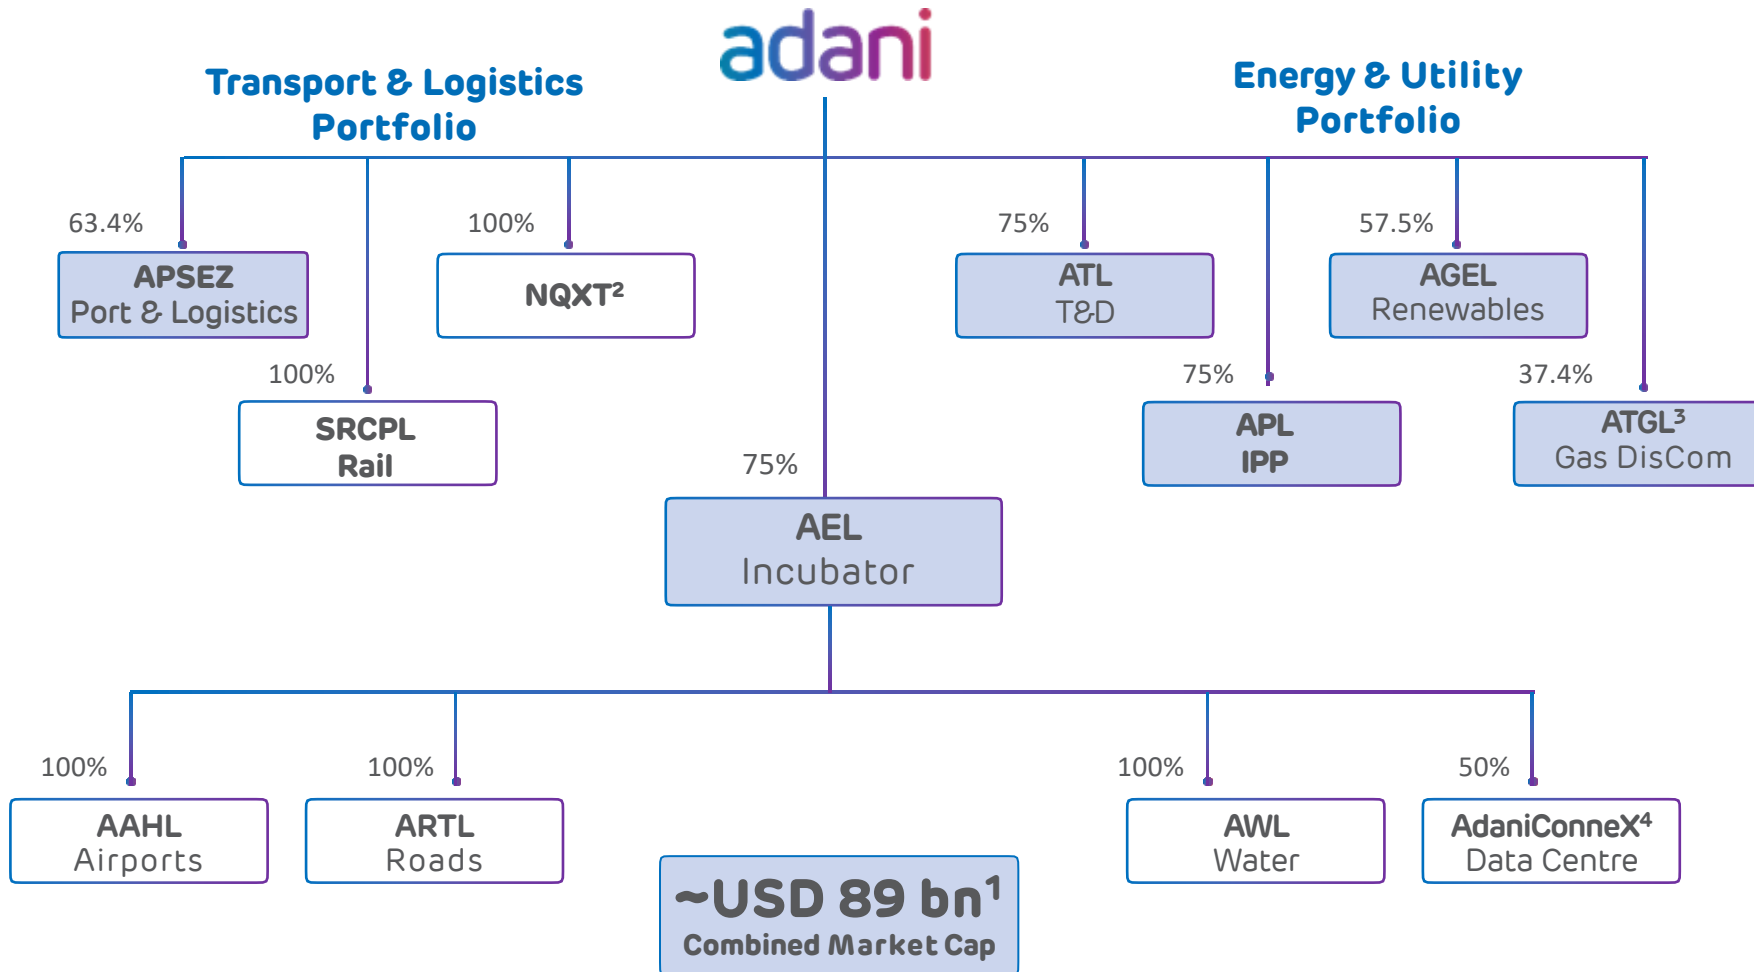 adani
Transport & Logistics
Portfolio
Energy & Utility
Portfolio
63.4%
APSEZ
Port & Logistics
100%
NQXT²
75%
ATL
T&D
57.5%
AGEL
Renewables
100%
SRCPL
Rail
75%
APL
IPP
37.4%
ATGL³
Gas DisCom
75%
AEL
Incubator
100%
AAHL
Airports
100%
ARTL
Roads
100%
AWL
Water
50%
AdaniConneX⁴
Data Centre
~USD 89 bn¹
Combined Market Cap